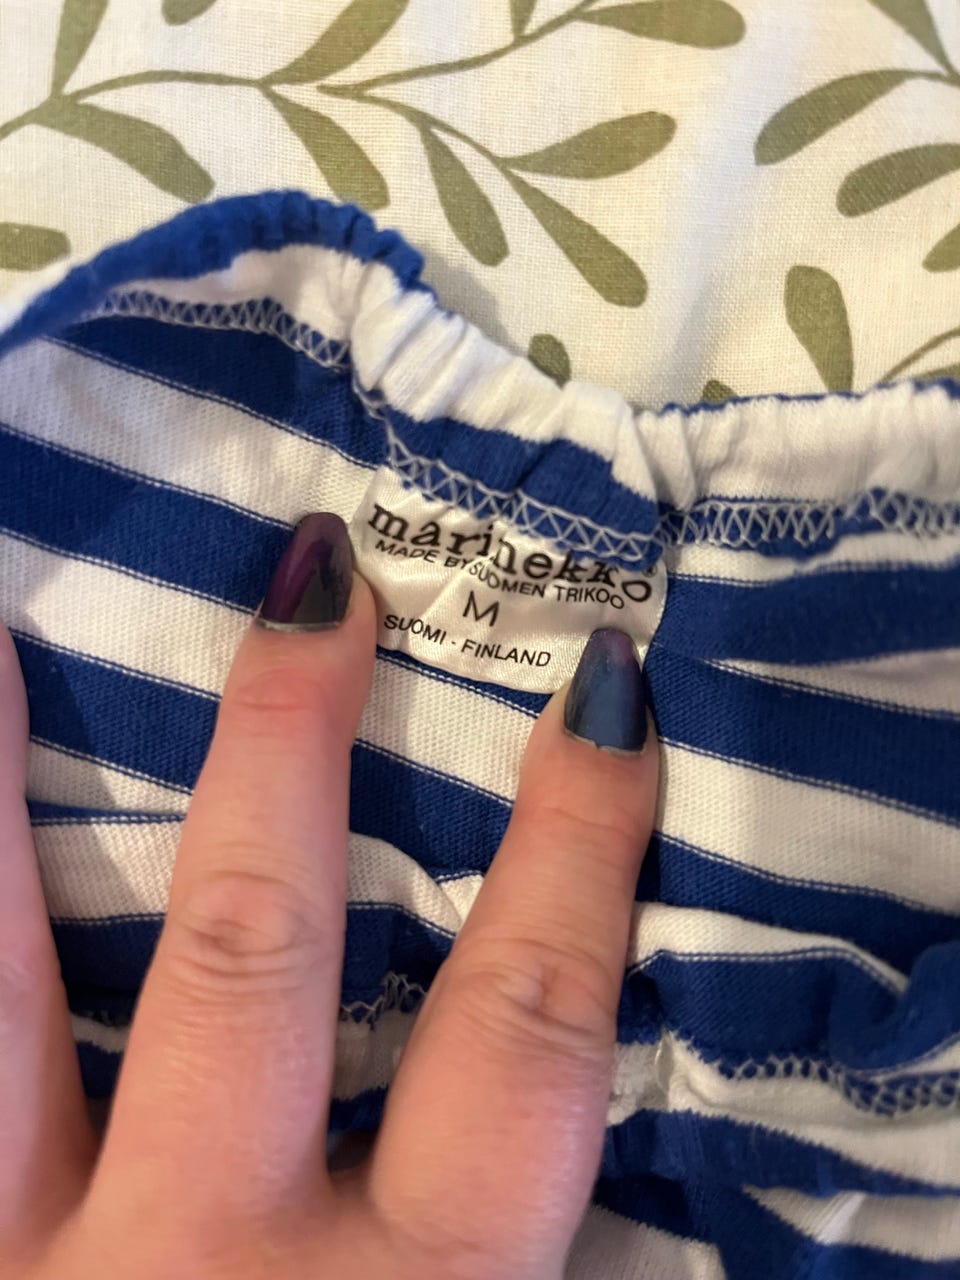 marimekko®
MADE BY SUOMEN TRIKOO
M
SUOMI - FINLAND